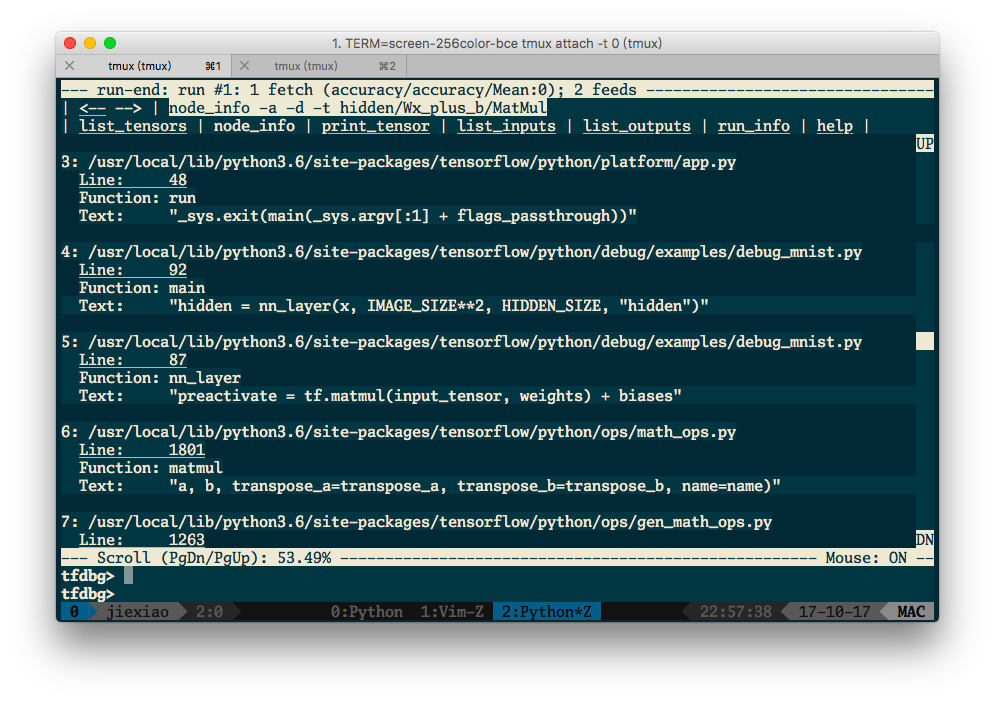 1. TERM=screen-256color-bce tmux attach -t 0 (tmux)
tmux (tmux) ⌘1 tmux (tmux) ⌘2
--- run-end: run #1: 1 fetch (accuracy/accuracy/Mean:0); 2 feeds --------------------------------
| <-- --> | node_info -a -d -t hidden/Wx_plus_b/MatMul
| list_tensors | node_info | print_tensor | list_inputs | list_outputs | run_info | help |
UP
3: /usr/local/lib/python3.6/site-packages/tensorflow/python/platform/app.py
Line: 48
Function: run
Text: "_sys.exit(main(_sys.argv[:1] + flags_passthrough))"
4: /usr/local/lib/python3.6/site-packages/tensorflow/python/debug/examples/debug_mnist.py
Line: 92
Function: main
Text: "hidden = nn_layer(x, IMAGE_SIZE**2, HIDDEN_SIZE, "hidden")"
5: /usr/local/lib/python3.6/site-packages/tensorflow/python/debug/examples/debug_mnist.py
Line: 87
Function: nn_layer
Text: "preactivate = tf.matmul(input_tensor, weights) + biases"
6: /usr/local/lib/python3.6/site-packages/tensorflow/python/ops/math_ops.py
Line: 1801
Function: matmul
Text: "a, b, transpose_a=transpose_a, transpose_b=transpose_b, name=name)"
7: /usr/local/lib/python3.6/site-packages/tensorflow/python/ops/gen_math_ops.py
Line: 1263 DN
--- Scroll (PgDn/PgUp): 53.49% ----------------------------------------------------- Mouse: ON --
tfdbg>
tfdbg>
0 jiexiao 2:0 0:Python 1:Vim-Z 2:Python*Z 22:57:38 17-10-17 MAC